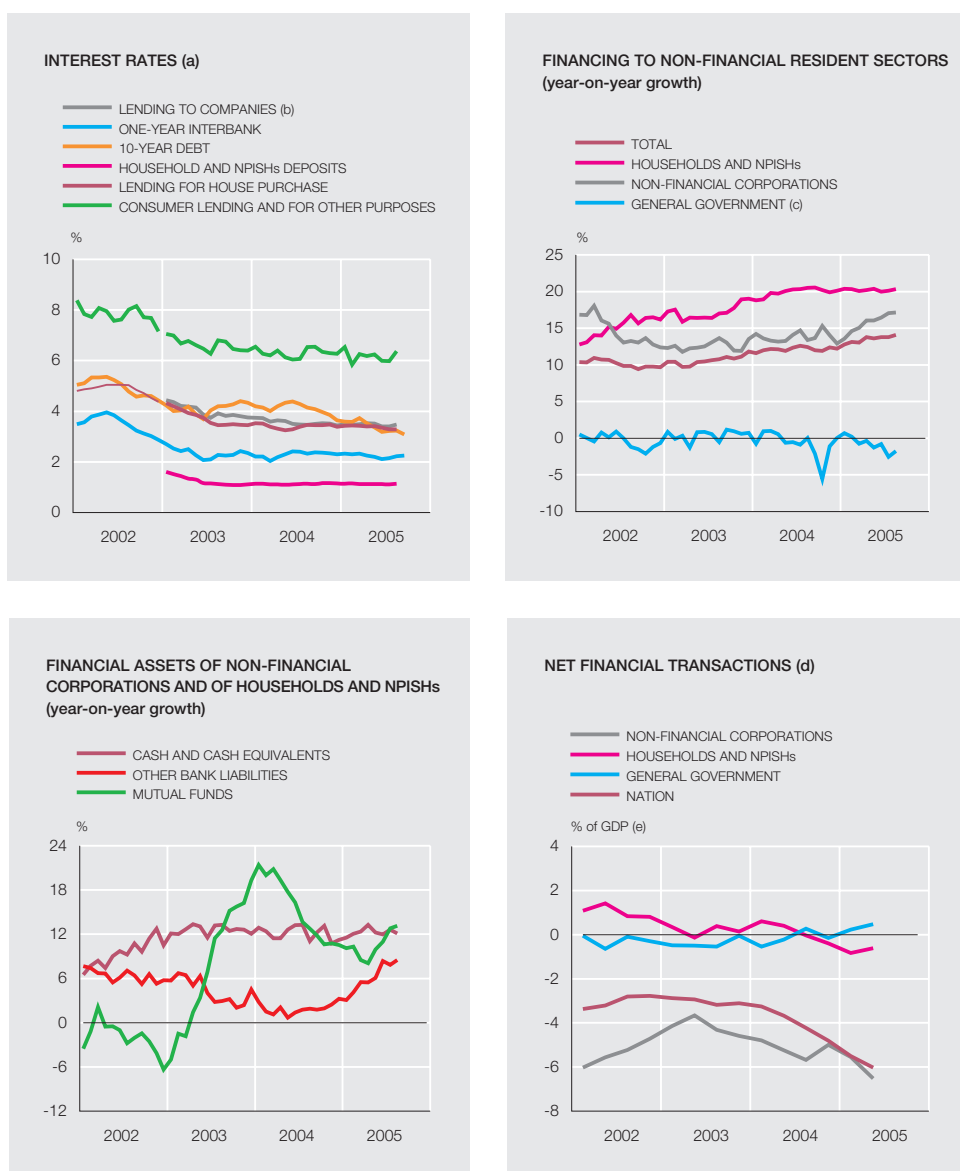 INTEREST RATES (a)
LENDING TO COMPANIES (b)
ONE-YEAR INTERBANK
10-YEAR DEBT
HOUSEHOLD AND NPISHs DEPOSITS
LENDING FOR HOUSE PURCHASE
CONSUMER LENDING AND FOR OTHER PURPOSES
%
10
8
6
4
2
0
2002 2003 2004 2005
FINANCING TO NON-FINANCIAL RESIDENT SECTORS
(year-on-year growth)
TOTAL
HOUSEHOLDS AND NPISHs
NON-FINANCIAL CORPORATIONS
GENERAL GOVERNMENT (c)
%
25
20
15
10
5
0
-5
-10
2002 2003 2004 2005
FINANCIAL ASSETS OF NON-FINANCIAL
CORPORATIONS AND OF HOUSEHOLDS AND NPISHs
(year-on-year growth)
CASH AND CASH EQUIVALENTS
OTHER BANK LIABILITIES
MUTUAL FUNDS
%
24
18
12
6
0
-6
-12
2002 2003 2004 2005
NET FINANCIAL TRANSACTIONS (d)
NON-FINANCIAL CORPORATIONS
HOUSEHOLDS AND NPISHs
GENERAL GOVERNMENT
NATION
% of GDP (e)
4
2
0
-2
-4
-6
-8
2002 2003 2004 2005